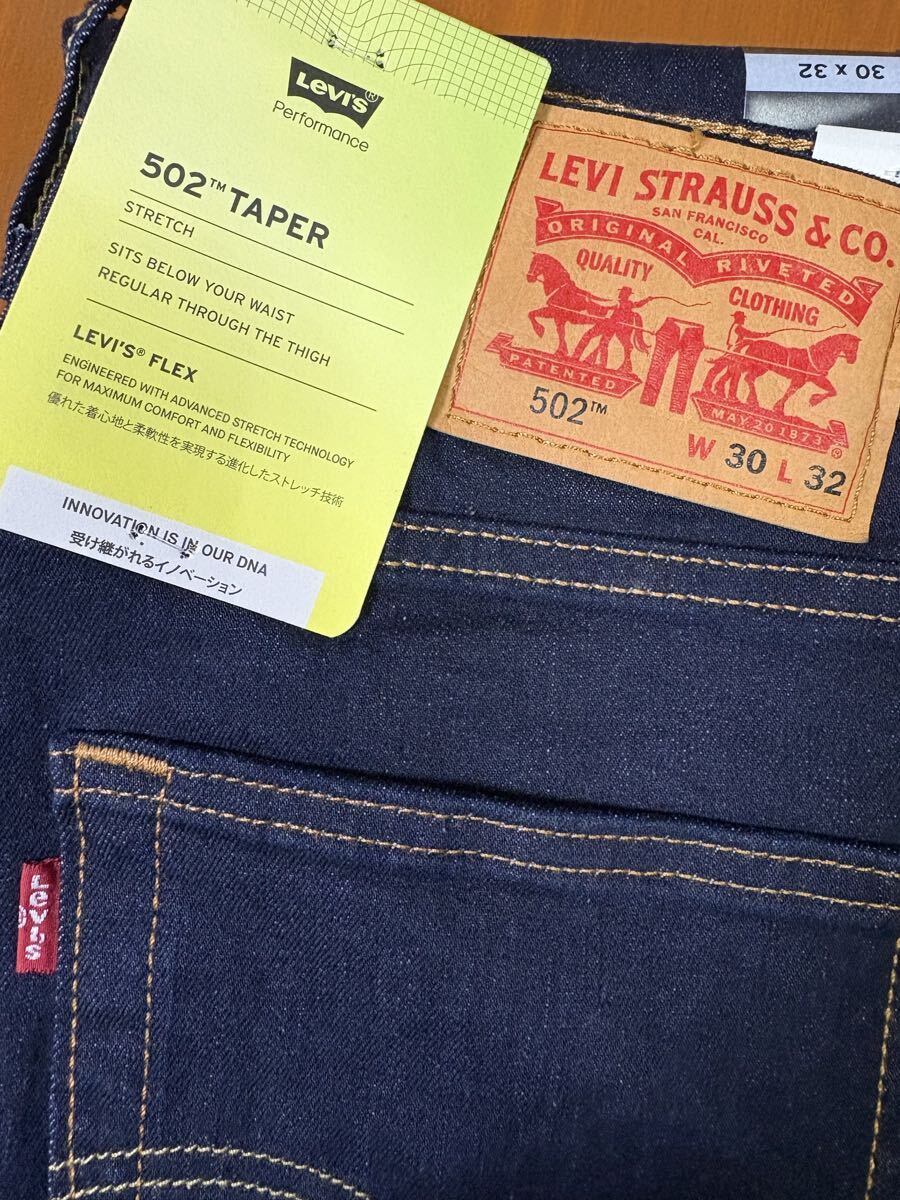 LEVI'S®
Performance
502™ TAPER
STRETCH
SITS BELOW YOUR WAIST
REGULAR THROUGH THE THIGH
LEVI'S® FLEX
ENGINEERED WITH ADVANCED STRETCH TECHNOLOGY
FOR MAXIMUM COMFORT AND FLEXIBILITY
優れた着心地と柔軟性を実現する進化したストレッチ技術
INNOVATION IS IN OUR DNA
受け継がれるイノベーション
30 x 32
LEVI STRAUSS & CO.
SAN FRANCISCO
CAL.
ORIGINAL RIVETED
QUALITY CLOTHING
PATENTED
MAY 20 1873
®
502™
W 30 L 32
LEVI'S
®